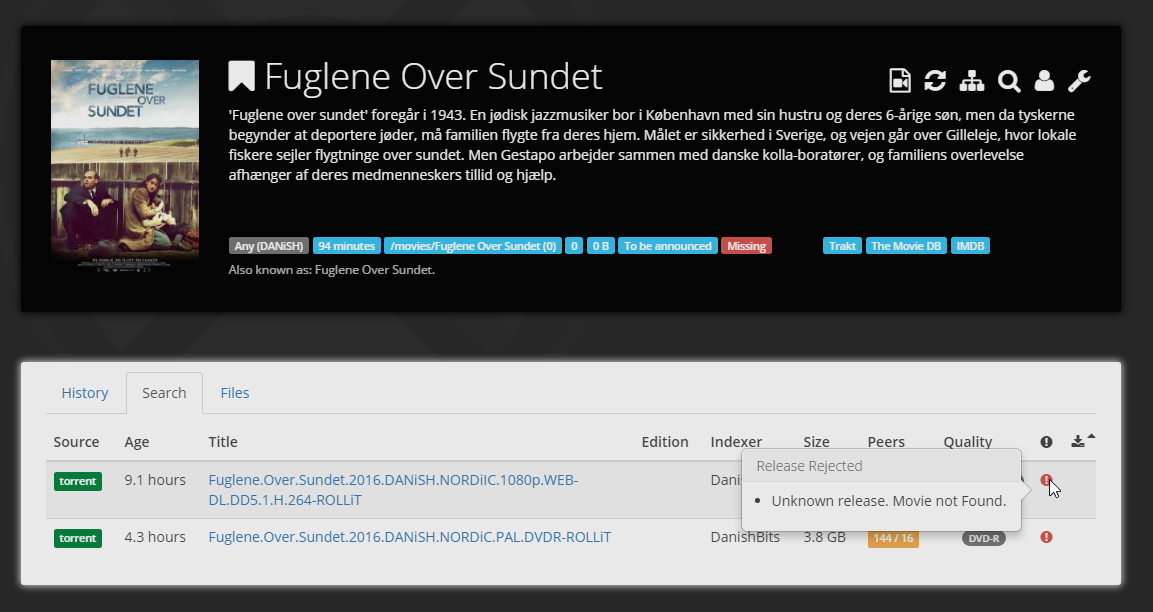 FUGLENE
OVER
SUNDET
Fuglene Over Sundet
'Fuglene over sundet' foregår i 1943. En jødisk jazzmusiker bor i København med sin hustru og deres 6-årige søn, men da tyskerne
begynder at deportere jøder, må familien flygte fra deres hjem. Målet er sikkerhed i Sverige, og vejen går over Gilleleje, hvor lokale
fiskere sejler flygtninge over sundet. Men Gestapo arbejder sammen med danske kolla-boratører, og familiens overlevelse
afhænger af deres medmenneskers tillid og hjælp.
Any (DANiSH) 94 minutes /movies/Fuglene Over Sundet (0) 0 0 B To be announced Missing Trakt The Movie DB IMDB
Also known as: Fuglene Over Sundet.
History Search Files
Source Age Title Edition Indexer Size Peers Quality
Release Rejected
torrent 9.1 hours Fuglene.Over.Sundet.2016.DANiSH.NORDiIC.1080p.WEB- Dani
DL.DD5.1.H.264-ROLLiT
• Unknown release. Movie not Found.
torrent 4.3 hours Fuglene.Over.Sundet.2016.DANiSH.NORDiC.PAL.DVDR-ROLLiT DanishBits 3.8 GB 144 / 16 DVD-R